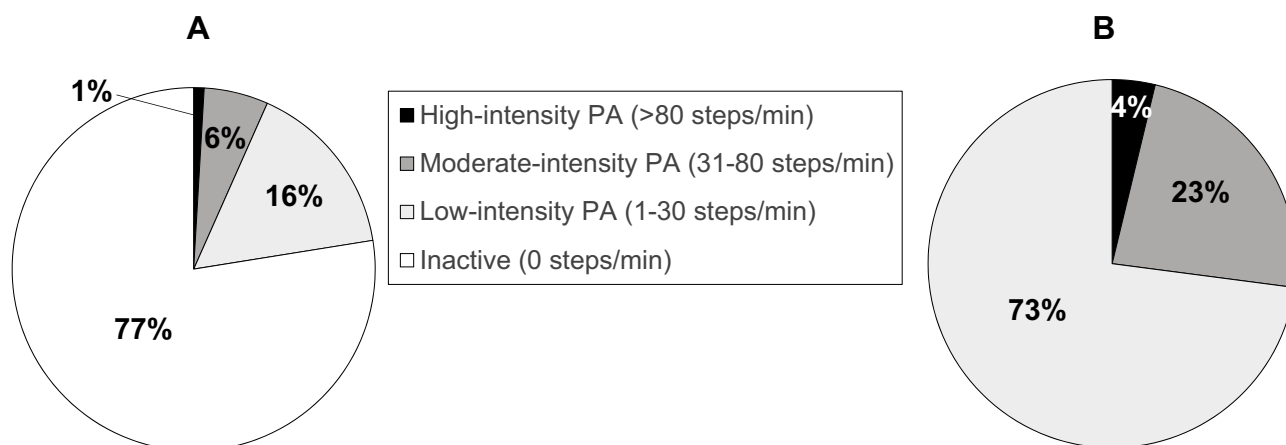 A
B
1%
6%
16%
77%
High-intensity PA (>80 steps/min)
Moderate-intensity PA (31-80 steps/min)
Low-intensity PA (1-30 steps/min)
Inactive (0 steps/min)
4%
23%
73%